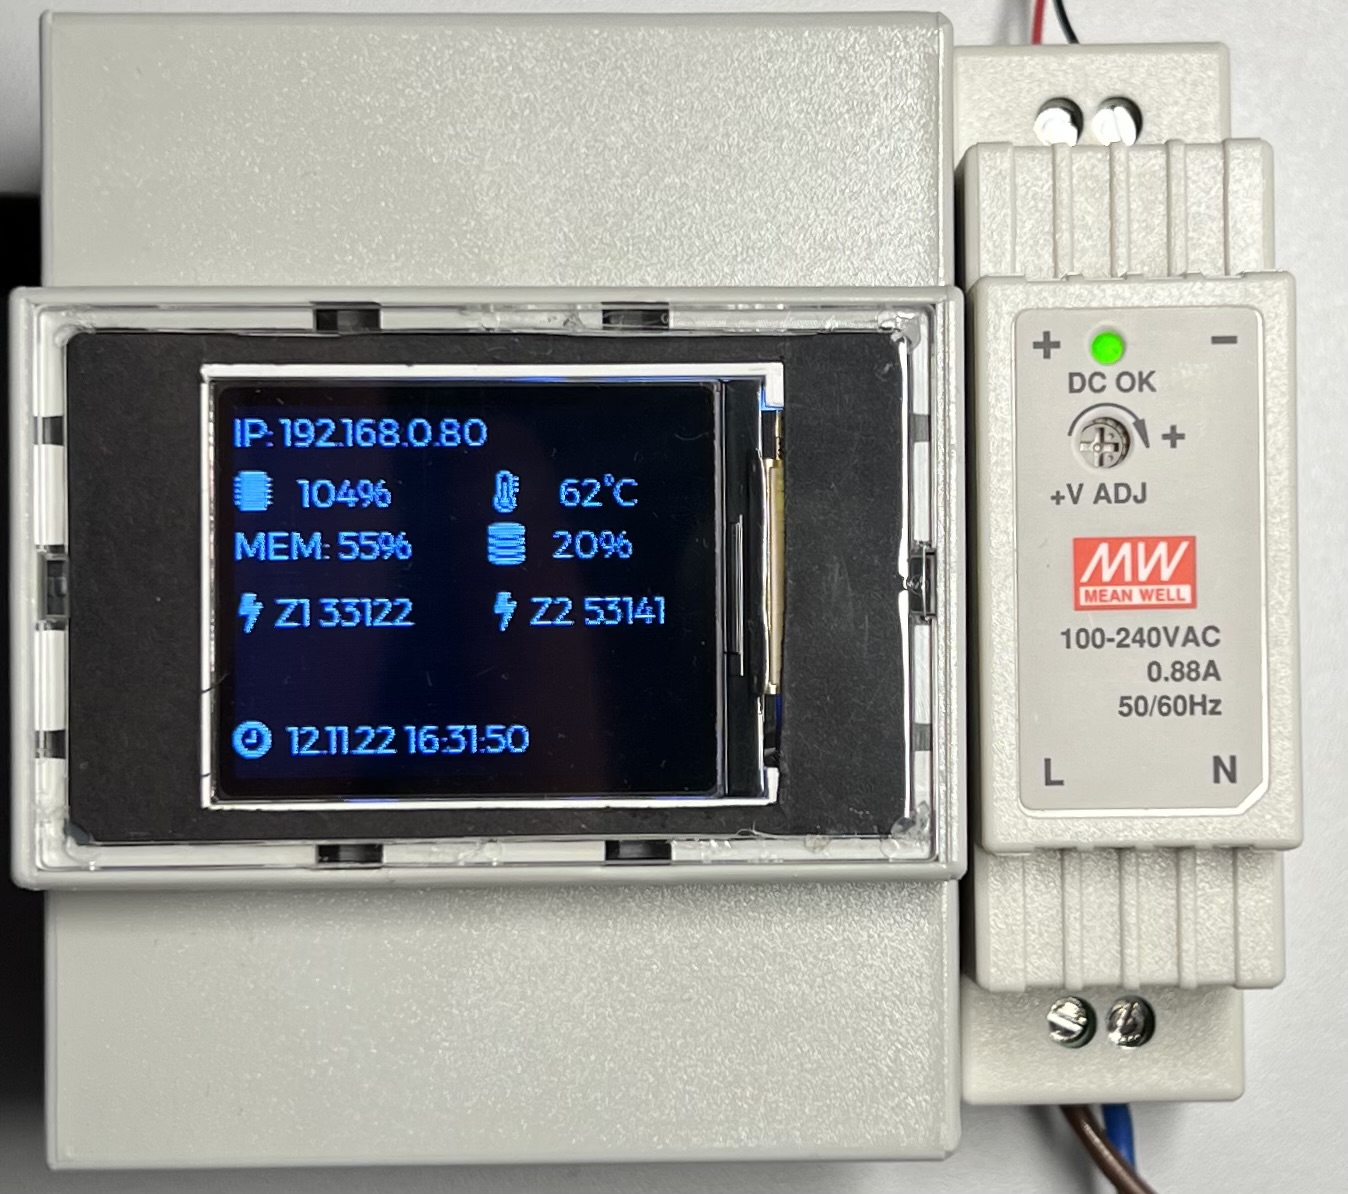 IP: 192.168.0.80
104% 62°C
MEM: 55% 20%
Z1 33122 Z2 53141
12.11.22 16:31:50
+ -
DC OK
+
+V ADJ
MW
MEAN WELL
100-240VAC
0.88A
50/60Hz
L N